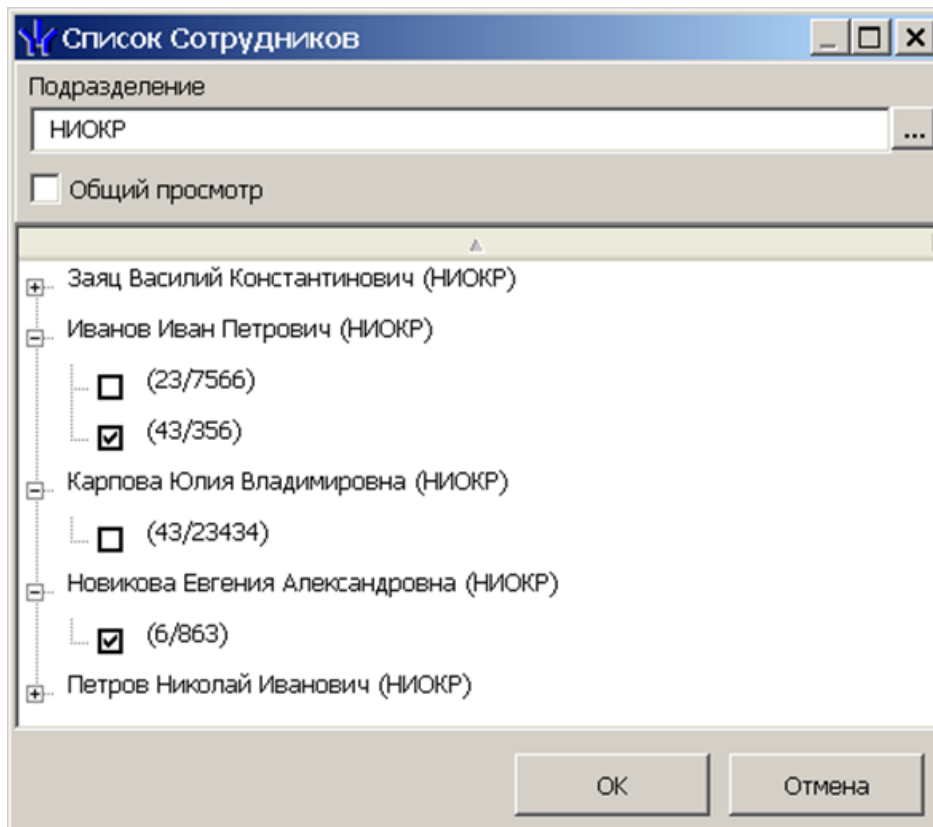 Список Сотрудников
Подразделение
НИОКР
...
Общий просмотр
Заяц Василий Константинович (НИОКР)
Иванов Иван Петрович (НИОКР)
(23/7566)
(43/356)
Карпова Юлия Владимировна (НИОКР)
(43/23434)
Новикова Евгения Александровна (НИОКР)
(6/863)
Петров Николай Иванович (НИОКР)
OK Отмена